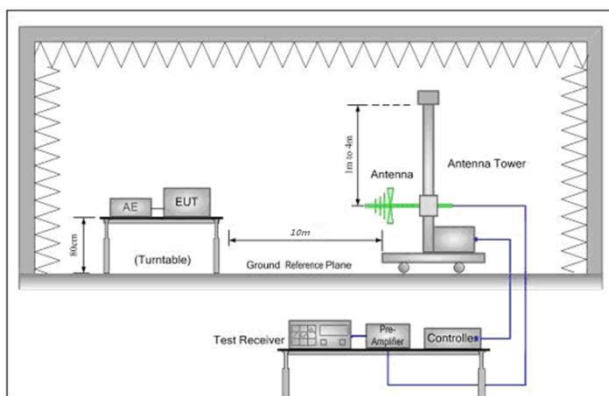 1m to 4m
Antenna
Antenna Tower
AE
EUT
80cm
(Turntable)
10m
Ground Reference Plane
Test Receiver
Pre-
Amplifier
Controller